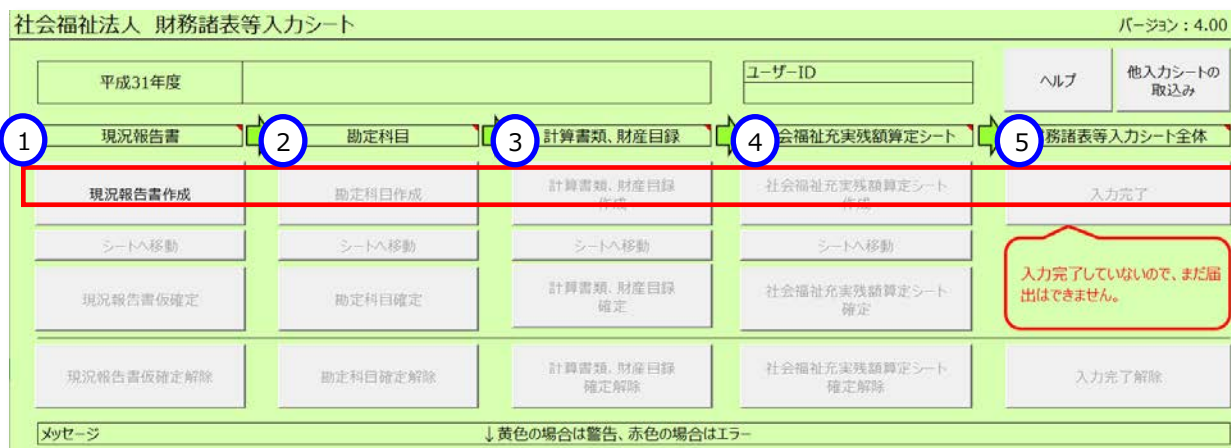 社会福祉法人 財務諸表等入力シート
バージョン：4.00
平成31年度
ユーザーID
ヘルプ
他入力シートの
取込み
1
現況報告書
2
勘定科目
3
計算書類、財産目録
4
会福祉充実残額算定シート
5
務諸表等入力シート全体
現況報告書作成
勘定科目作成
計算書類、財産目録
作成
社会福祉充実残額算定シート
作成
入力完了
シートへ移動
シートへ移動
シートへ移動
シートへ移動
入力完了していないので、まだ届
出はできません。
現況報告書仮確定
勘定科目確定
計算書類、財産目録
確定
社会福祉充実残額算定シート
確定
現況報告書仮確定解除
勘定科目確定解除
計算書類、財産目録
確定解除
社会福祉充実残額算定シート
確定解除
入力完了解除
メッセージ
↓黄色の場合は警告、赤色の場合はエラー